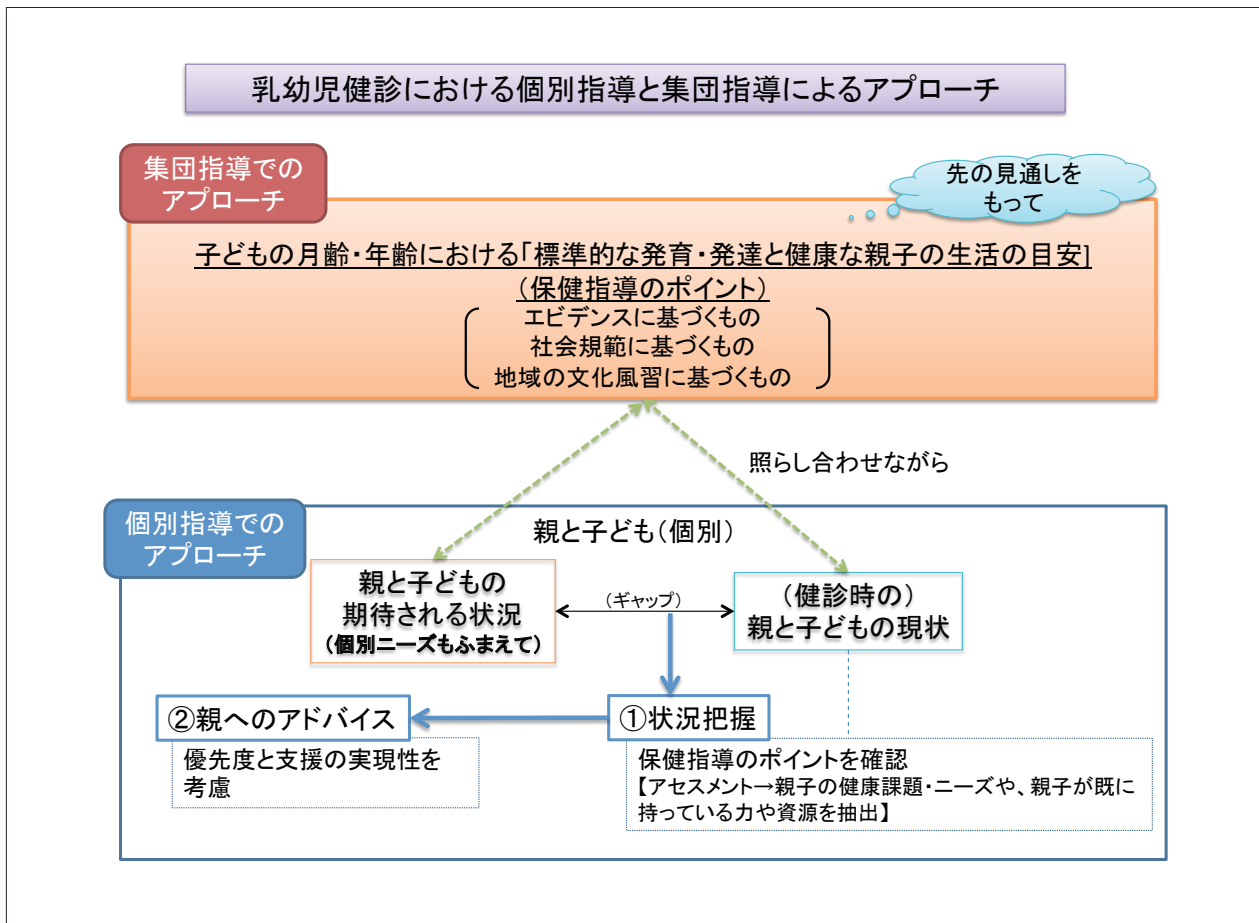 乳幼児健診における個別指導と集団指導によるアプローチ
集団指導での
アプローチ
先の見通しを
もって
子どもの月齢・年齢における「標準的な発育・発達と健康な親子の生活の目安]
（保健指導のポイント）
エビデンスに基づくもの
社会規範に基づくもの
地域の文化風習に基づくもの
照らし合わせながら
個別指導での
アプローチ
親と子ども（個別）
親と子どもの
期待される状況
（個別ニーズもふまえて）
（ギャップ）
（健診時の）
親と子どもの現状
②親へのアドバイス
①状況把握
優先度と支援の実現性を
考慮
保健指導のポイントを確認
【アセスメント→親子の健康課題・ニーズや、親子が既に
持っている力や資源を抽出】